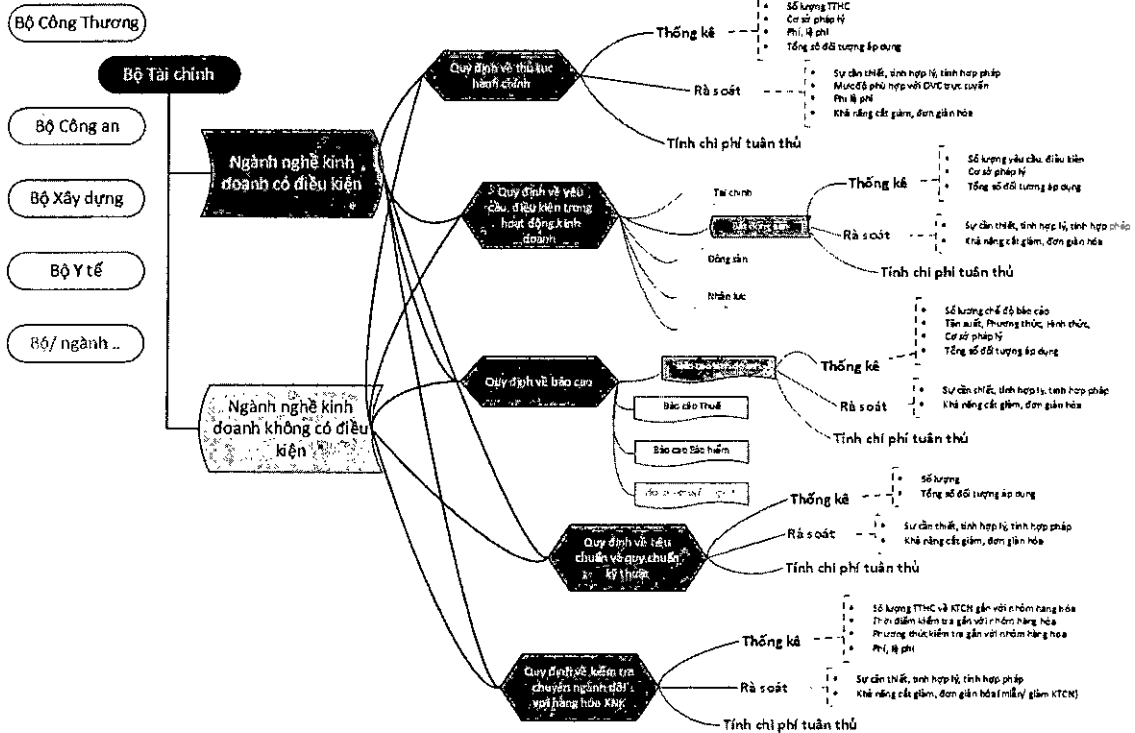 Bộ Công Thương
Bộ Tài chính
Bộ Công an
Bộ Xây dựng
Bộ Y tế
Bộ/ ngành ..
Ngành nghề kinh
doanh có điều kiện
Ngành nghề kinh
doanh không có điều
kiện
Quy định về thủ tục
hành chính
Thống kê
Số lượng TTHC
Cơ sở pháp lý
Phí, lệ phí
Tổng số đối tượng áp dụng
Rà soát
Sự cần thiết, tính hợp lý, tính hợp pháp
Mức độ phù hợp với DVC trực tuyến
Phí lệ phí
Khả năng cắt giảm, đơn giản hóa
Tính chi phí tuân thủ
Quy định về yêu
cầu, điều kiện trong
hoạt động kinh
doanh
Tài chính
Động sản
Nhân lực
Thống kê
Số lượng yêu cầu, điều kiện
Cơ sở pháp lý
Tổng số đối tượng áp dụng
Rà soát
Sự cần thiết, tính hợp lý, tính hợp pháp
Khả năng cắt giảm, đơn giản hóa
Tính chi phí tuân thủ
Quy định về báo cáo
Báo cáo Thuế
Báo cáo Bảo hiểm
Thống kê
Số lượng chế độ báo cáo
Tần suất, Phương thức, Hình thức,
Cơ sở pháp lý
Tổng số đối tượng áp dụng
Rà soát
Sự cần thiết, tính hợp lý, tính hợp pháp
Khả năng cắt giảm, đơn giản hóa
Tính chi phí tuân thủ
Quy định về tiêu
chuẩn và quy chuẩn
kỹ thuật
Thống kê
Số lượng
Tổng số đối tượng áp dụng
Rà soát
Sự cần thiết, tính hợp lý, tính hợp pháp
Khả năng cắt giảm, đơn giản hóa
Tính chi phí tuân thủ
Quy định về kiểm tra
chuyên ngành đối
với hàng hóa XNK
Thống kê
Số lượng TTHC về KTCN gắn với nhóm hàng hóa
Thời điểm kiểm tra gắn với nhóm hàng hóa
Phương thức kiểm tra gắn với nhóm hàng hóa
Phí, lệ phí
Rà soát
Sự cần thiết, tính hợp lý, tính hợp pháp
Khả năng cắt giảm, đơn giản hóa (miễn/ giảm KTCN)
Tính chi phí tuân thủ